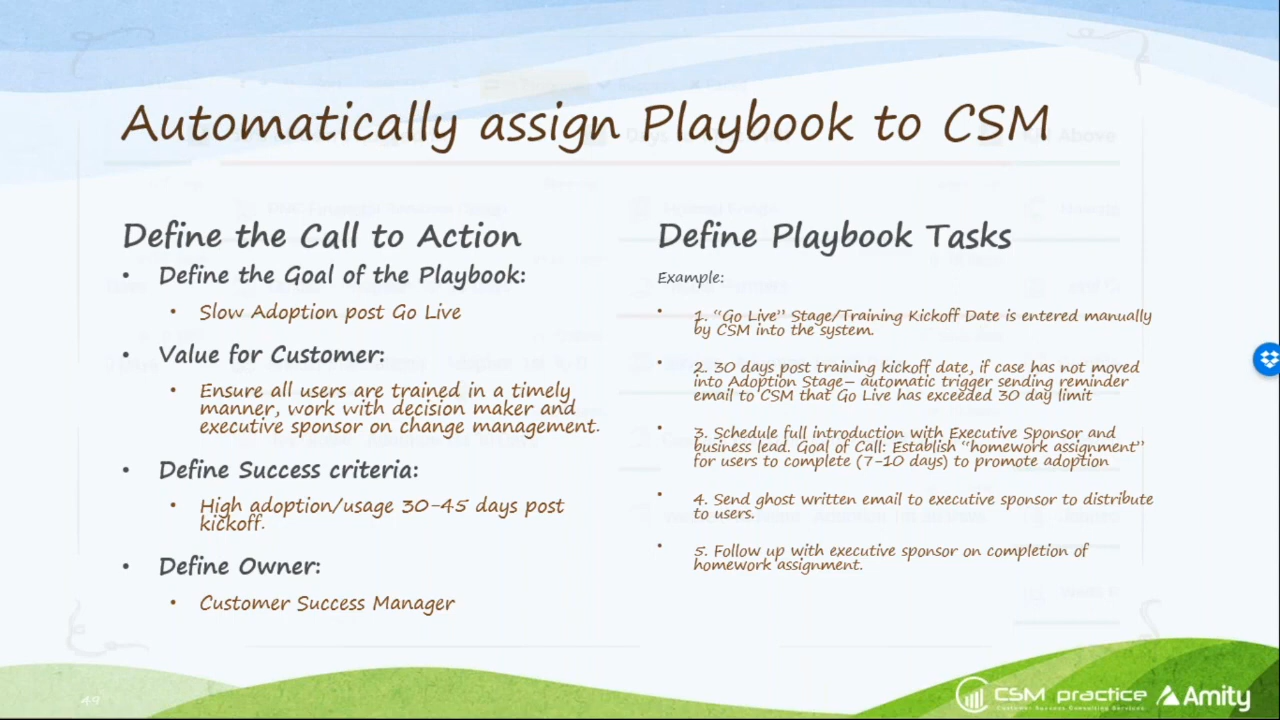 Automatically assign Playbook to CSM
Define the Call to Action
• Define the Goal of the Playbook:
• Slow Adoption post Go Live
• Value for Customer:
• Ensure all users are trained in a timely
manner, work with decision maker and
executive sponsor on change management.
• Define Success criteria:
• High adoption/usage 30-45 days post
kickoff.
• Define Owner:
• Customer Success Manager
Define Playbook Tasks
Example:
• 1. “Go Live” Stage/Training Kickoff Date is entered manually
by CSM into the system.
• 2. 30 days post training kickoff date, if case has not moved
into Adoption Stage– automatic trigger sending reminder
email to CSM that Go Live has exceeded 30 day limit
• 3. Schedule full introduction with Executive Sponsor and
business lead. Goal of Call: Establish “homework assignment”
for users to complete (7-10 days) to promote adoption
• 4. Send ghost written email to executive sponsor to distribute
to users.
• 5. Follow up with executive sponsor on completion of
homework assignment.
49
CSM practice
Customer Success Consulting Services
Amity